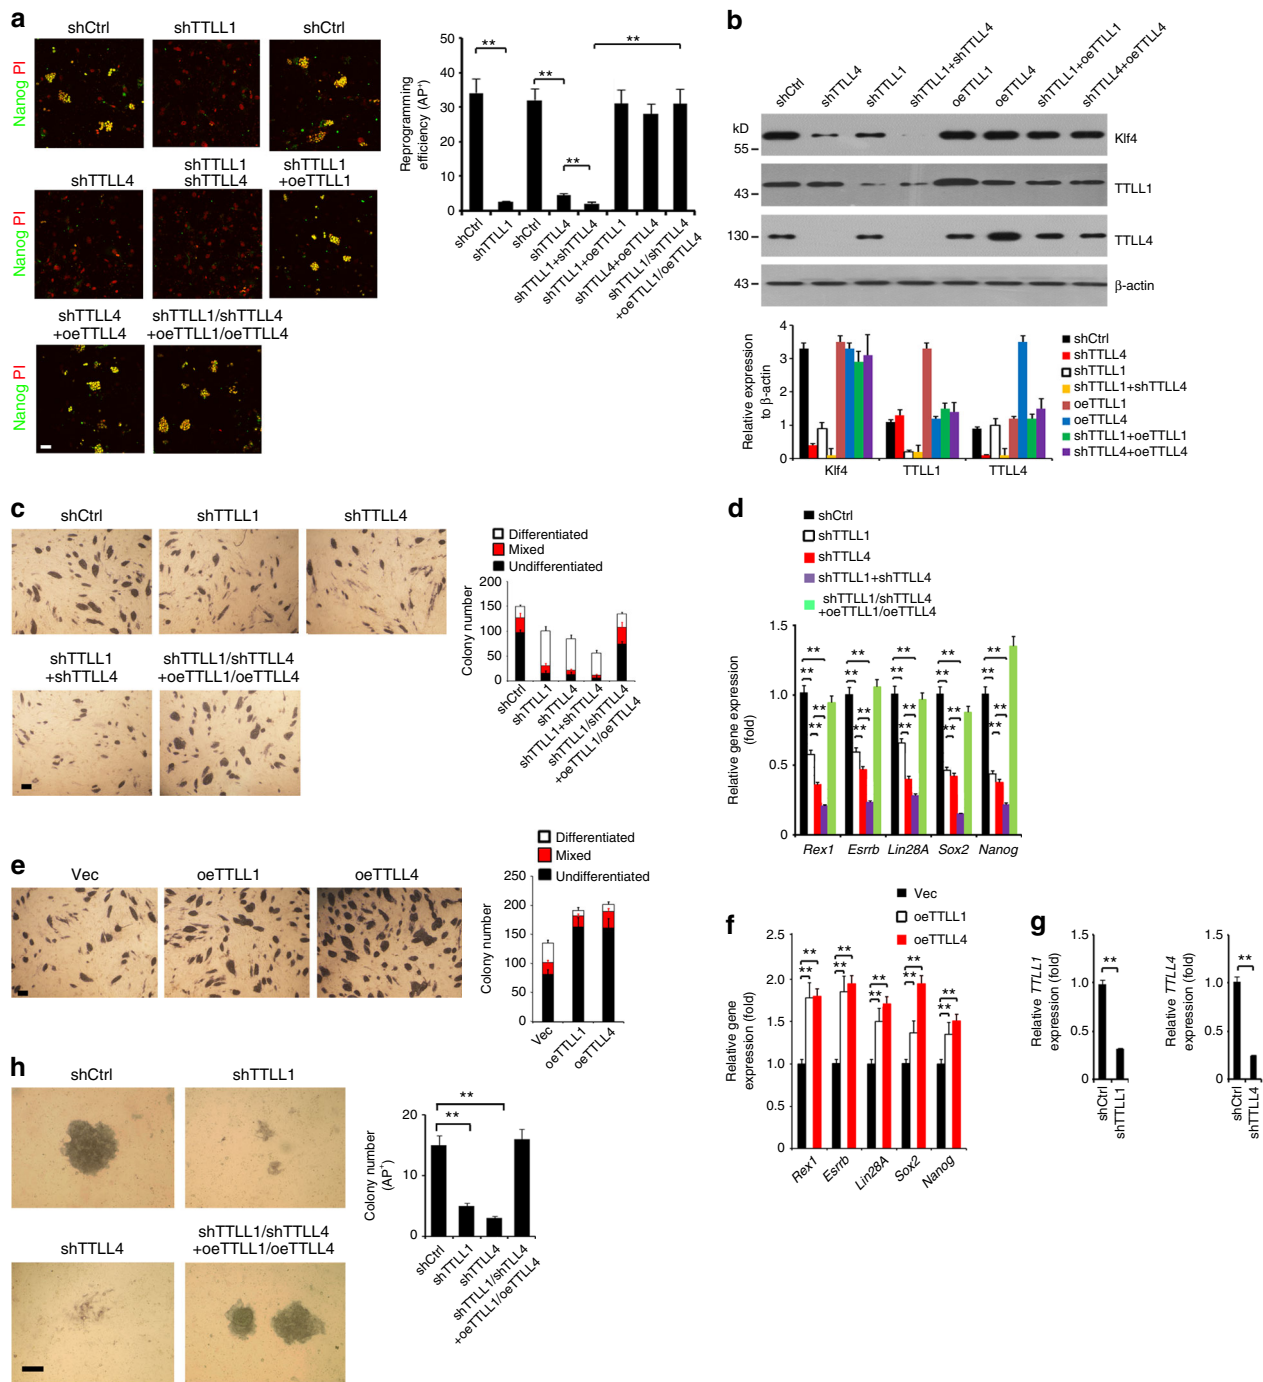 a
shCtrl
shTTLL1
shCtrl
Nanog PI
shTTLL4
shTTLL1
shTTLL4
shTTLL1
+oeTTLL1
Nanog PI
shTTLL4
+oeTTLL4
shTTLL1/shTTLL4
+oeTTLL1/oeTTLL4
Nanog PI
Reprogramming
efficiency (AP⁺)
50
40
30
20
10
0
**
**
**
**
shCtrl
shTTLL1
shCtrl
shTTLL4
shTTLL1+shTTLL4
shTTLL1+oeTTLL1
shTTLL4+oeTTLL4
shTTLL1/shTTLL4
+oeTTLL1/oeTTLL4
b
shCtrl
shTTLL4
shTTLL1
shTTLL1+shTTLL4
oeTTLL1
oeTTLL4
shTTLL1+oeTTLL1
shTTLL4+oeTTLL4
kD
55
Klf4
43
TTLL1
130
TTLL4
43
β-actin
Relative expression
to β-actin
4
3
2
1
0
Klf4
TTLL1
TTLL4
shCtrl
shTTLL4
shTTLL1
shTTLL1+shTTLL4
oeTTLL1
oeTTLL4
shTTLL1+oeTTLL1
shTTLL4+oeTTLL4
c
shCtrl
shTTLL1
shTTLL4
shTTLL1
+shTTLL4
shTTLL1/shTTLL4
+oeTTLL1/oeTTLL4
Differentiated
Mixed
Undifferentiated
Colony number
200
150
100
50
0
shCtrl
shTTLL1
shTTLL4
shTTLL1+shTTLL4
shTTLL1/shTTLL4
+oeTTLL1/oeTTLL4
d
shCtrl
shTTLL1
shTTLL4
shTTLL1+shTTLL4
shTTLL1/shTTLL4
+oeTTLL1/oeTTLL4
Relative gene expression
(fold)
1.5
1.0
0.5
0
** ** ** ** **
** ** ** ** **
** ** ** ** **
** ** ** ** **
Rex1
Esrrb
Lin28A
Sox2
Nanog
e
Vec
oeTTLL1
oeTTLL4
Differentiated
Mixed
Undifferentiated
Colony number
250
200
150
100
50
0
Vec
oeTTLL1
oeTTLL4
f
Vec
oeTTLL1
oeTTLL4
Relative gene
expression (fold)
2.5
2.0
1.5
1.0
0.5
0
** ** ** ** **
** ** ** ** **
Rex1
Esrrb
Lin28A
Sox2
Nanog
g
Relative TTLL1
expression (fold)
1.5
1.0
0.5
0
**
shCtrl
shTTLL1
Relative TTLL4
expression (fold)
1.5
1.0
0.5
0
**
shCtrl
shTTLL4
h
shCtrl
shTTLL1
shTTLL4
shTTLL1/shTTLL4
+oeTTLL1/oeTTLL4
Colony number
(AP⁺)
20
10
0
**
**
shCtrl
shTTLL1
shTTLL4
shTTLL1/shTTLL4
+oeTTLL1/oeTTLL4